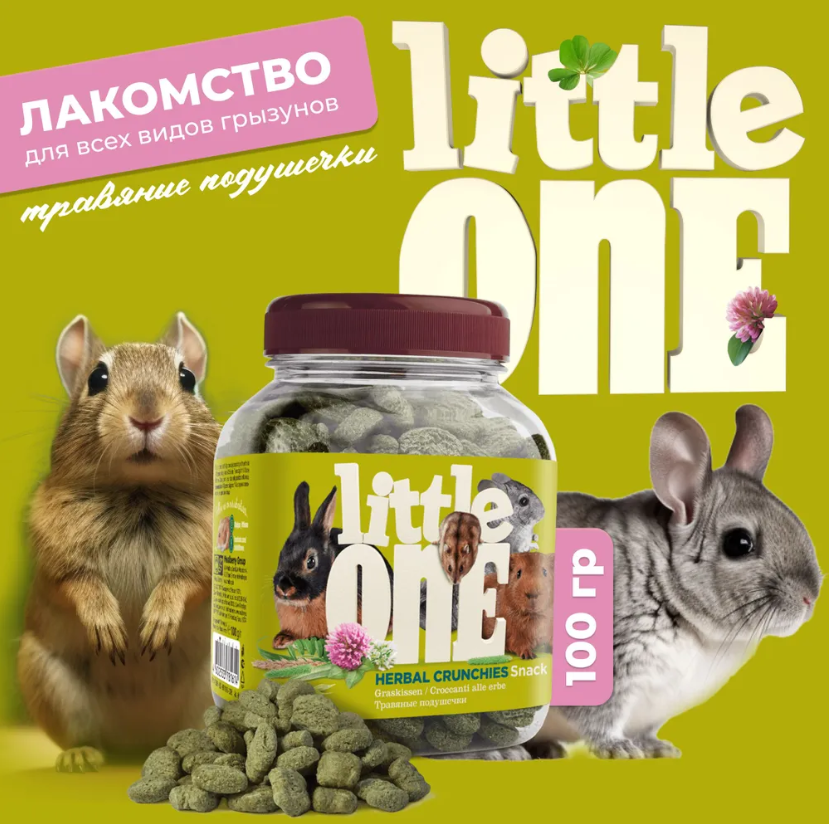 ЛАКОМСТВО
для всех видов грызунов
травяные подушечки
little
ONE
little
ONE
HERBAL CRUNCHIES Snack
Graskissen / Croccanti alle erbe
Травяные подушечки
100 гр